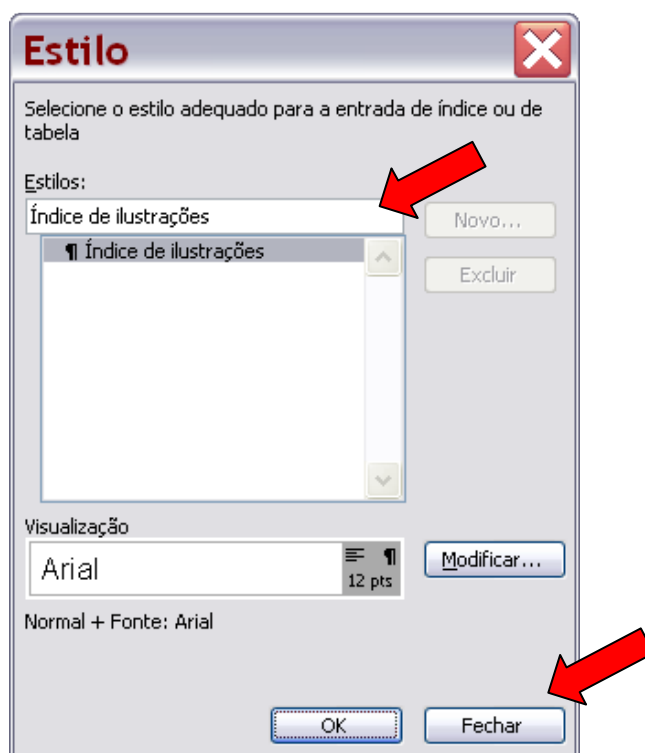 Estilo
Selecione o estilo adequado para a entrada de índice ou de
tabela
Estilos:
Índice de ilustrações
Novo...
¶ Índice de ilustrações
Excluir
Visualização
Arial
¶
12 pts
Modificar...
Normal + Fonte: Arial
OK
Fechar